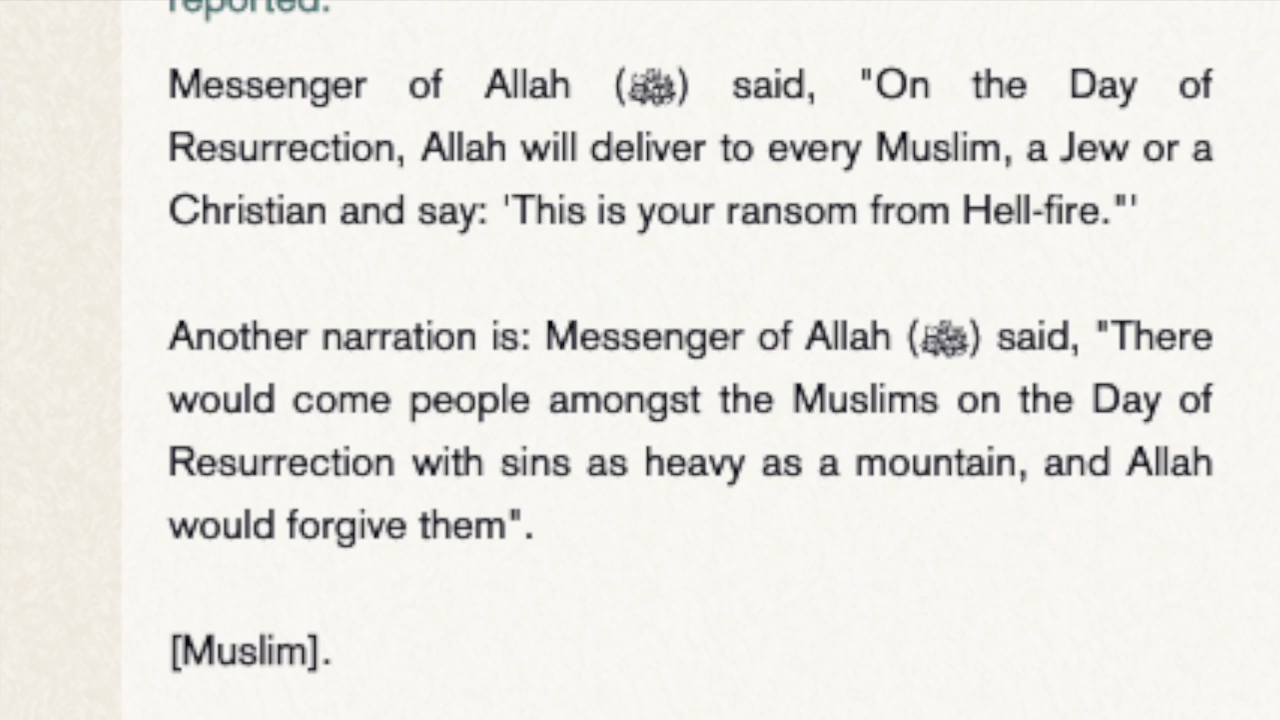 reported.
Messenger of Allah (ﷺ) said, "On the Day of
Resurrection, Allah will deliver to every Muslim, a Jew or a
Christian and say: 'This is your ransom from Hell-fire."'
Another narration is: Messenger of Allah (ﷺ) said, "There
would come people amongst the Muslims on the Day of
Resurrection with sins as heavy as a mountain, and Allah
would forgive them".
[Muslim].